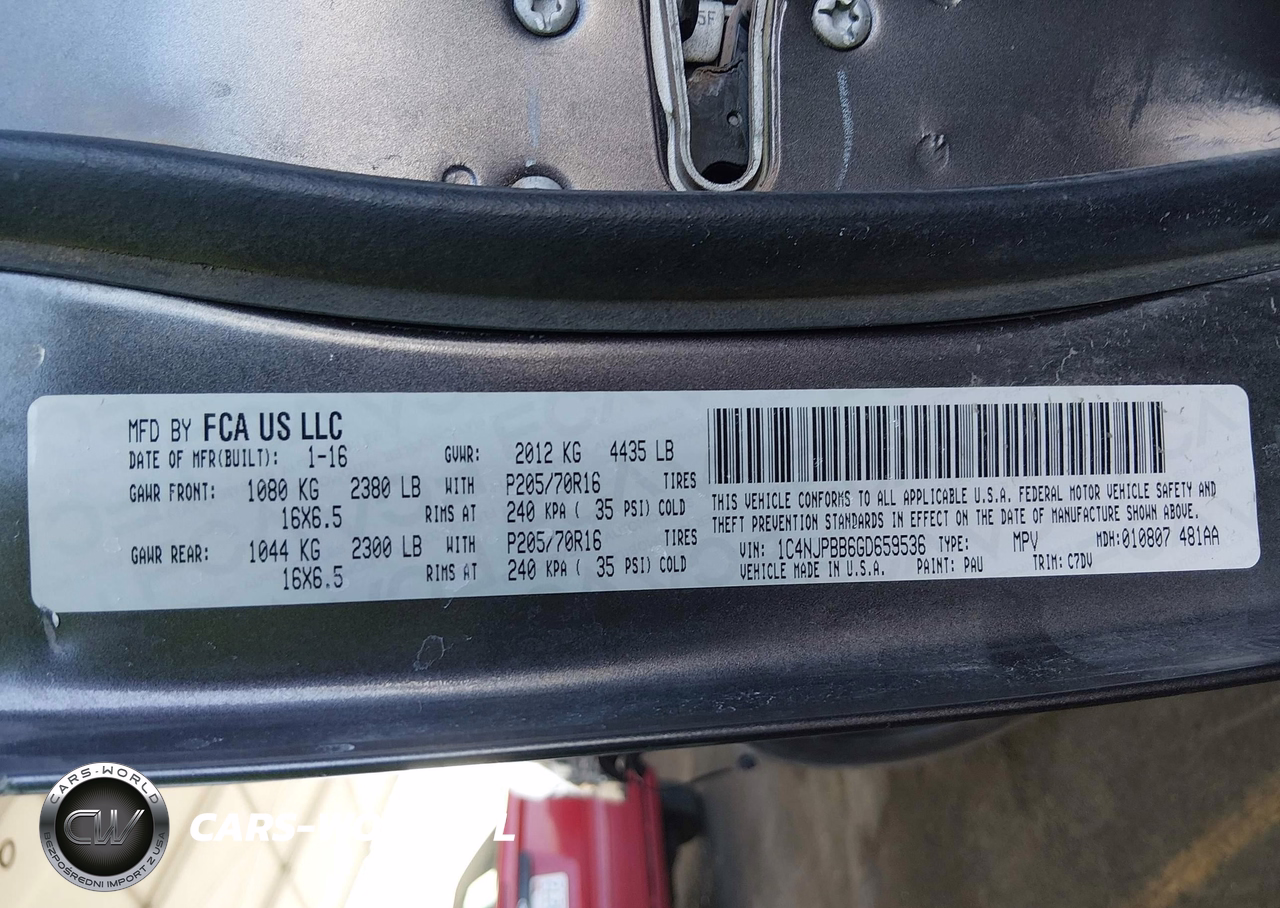 5F
MFD BY FCA US LLC
DATE OF MFR(BUILT): 1-16 GVWR: 2012 KG 4435 LB
GAWR FRONT: 1080 KG 2380 LB WITH P205/70R16 TIRES
16X6.5 RIMS AT 240 KPA ( 35 PSI) COLD
GAWR REAR: 1044 KG 2300 LB WITH P205/70R16 TIRES
16X6.5 RIMS AT 240 KPA ( 35 PSI) COLD
THIS VEHICLE CONFORMS TO ALL APPLICABLE U.S.A. FEDERAL MOTOR VEHICLE SAFETY AND
THEFT PREVENTION STANDARDS IN EFFECT ON THE DATE OF MANUFACTURE SHOWN ABOVE.
VIN: 1C4NJPBB6GD659536 TYPE: MPV MDH: 010807 481AA
VEHICLE MADE IN U.S.A. PAINT: PAU TRIM: C7DV
CARS-WORLD
CW
BEZPOŚREDNI IMPORT Z USA